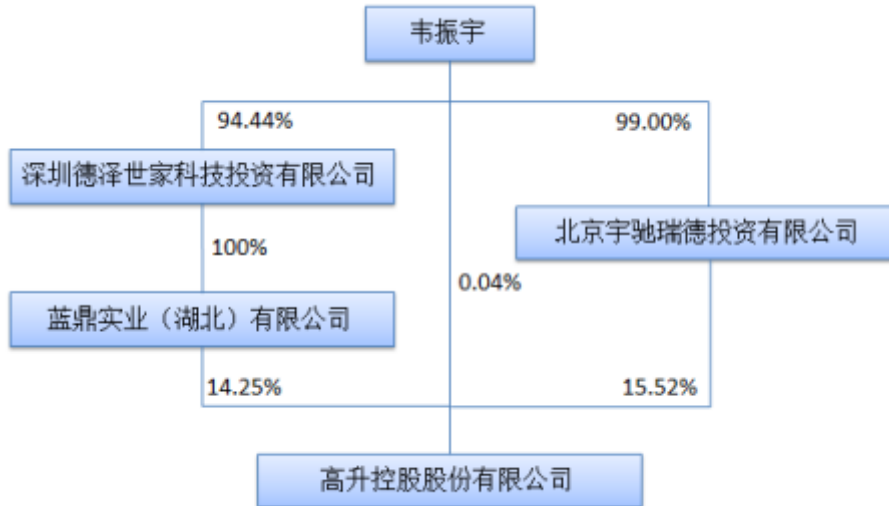 韦振宇
94.44%
99.00%
深圳德泽世家科技投资有限公司
北京宇驰瑞德投资有限公司
100%
0.04%
蓝鼎实业（湖北）有限公司
14.25%
15.52%
高升控股股份有限公司